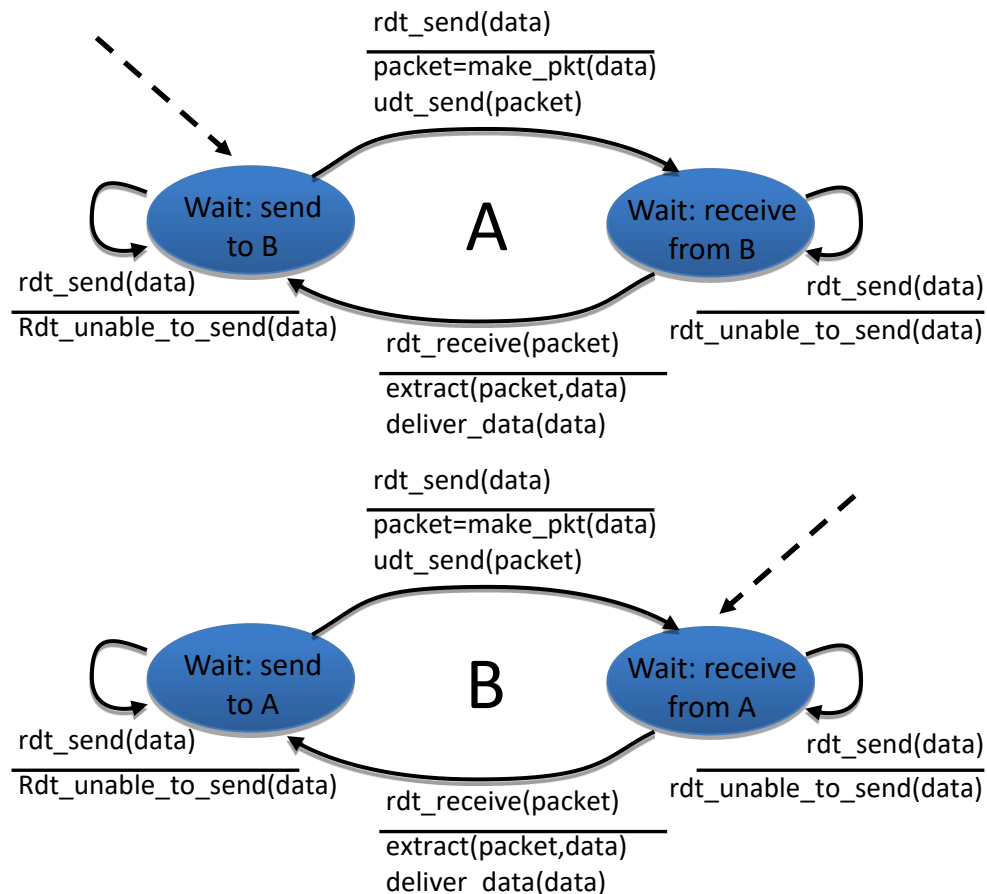 rdt_send(data)
packet=make_pkt(data)
udt_send(packet)
Wait: send
to B
A
Wait: receive
from B
rdt_send(data)
Rdt_unable_to_send(data)
rdt_send(data)
rdt_unable_to_send(data)
rdt_receive(packet)
extract(packet,data)
deliver_data(data)
rdt_send(data)
packet=make_pkt(data)
udt_send(packet)
Wait: send
to A
B
Wait: receive
from A
rdt_send(data)
Rdt_unable_to_send(data)
rdt_send(data)
rdt_unable_to_send(data)
rdt_receive(packet)
extract(packet,data)
deliver_data(data)